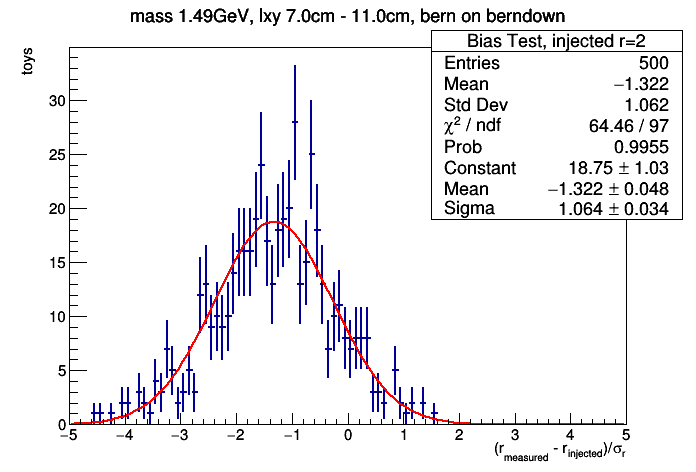 mass 1.49GeV, lxy 7.0cm - 11.0cm, bern on berndown
Bias Test, injected r=2
Entries 500
Mean −1.322
Std Dev 1.062
χ² / ndf 64.46 / 97
Prob 0.9955
Constant 18.75 ± 1.03
Mean −1.322 ± 0.048
Sigma 1.064 ± 0.034
toys
30
25
20
15
10
5
0
−5 −4 −3 −2 −1 0 1 2 3 4 5
(r_measured - r_injected)/σ_r